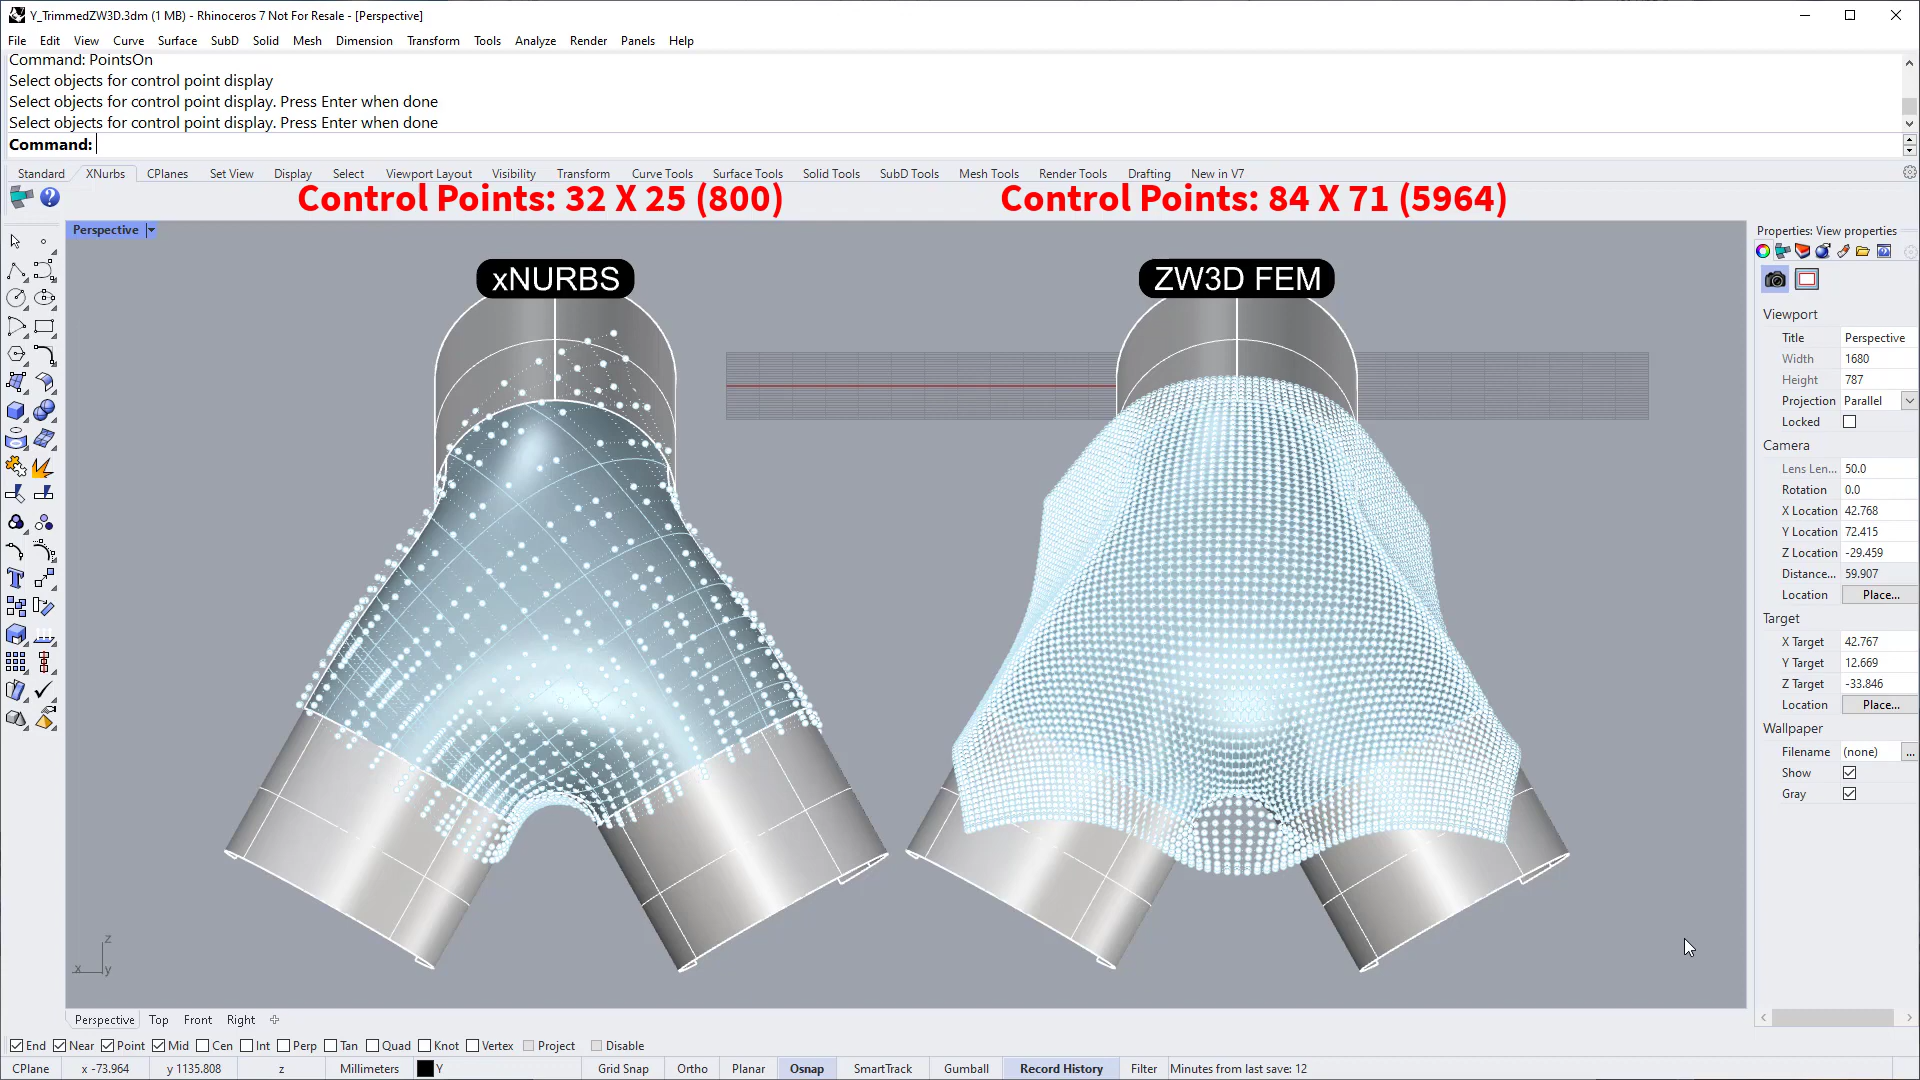 Y_TrimmedZW3D.3dm (1 MB) - Rhinoceros 7 Not For Resale - [Perspective]
File Edit View Curve Surface SubD Solid Mesh Dimension Transform Tools Analyze Render Panels Help
Command: PointsOn
Select objects for control point display
Select objects for control point display. Press Enter when done
Select objects for control point display. Press Enter when done
Command:
Standard XNurbs CPlanes Set View Display Select Viewport Layout Visibility Transform Curve Tools Surface Tools Solid Tools SubD Tools Mesh Tools Render Tools Drafting New in V7
Control Points: 32 X 25 (800) Control Points: 84 X 71 (5964)
Perspective
xNURBS ZW3D FEM
Properties: View properties
Viewport
Title Perspective
Width 1680
Height 787
Projection Parallel
Locked
Camera
Lens Len... 50.0
Rotation 0.0
X Location 42.768
Y Location 72.415
Z Location -29.459
Distance... 59.907
Location Place...
Target
X Target 42.767
Y Target 12.669
Z Target -33.846
Location Place...
Wallpaper
Filename (none) ...
Show
Gray
z
x y
Perspective Top Front Right
End Near Point Mid Cen Int Perp Tan Quad Knot Vertex Project Disable
CPlane x -73.964 y 1135.808 z Millimeters Y Grid Snap Ortho Planar Osnap SmartTrack Gumball Record History Filter Minutes from last save: 12